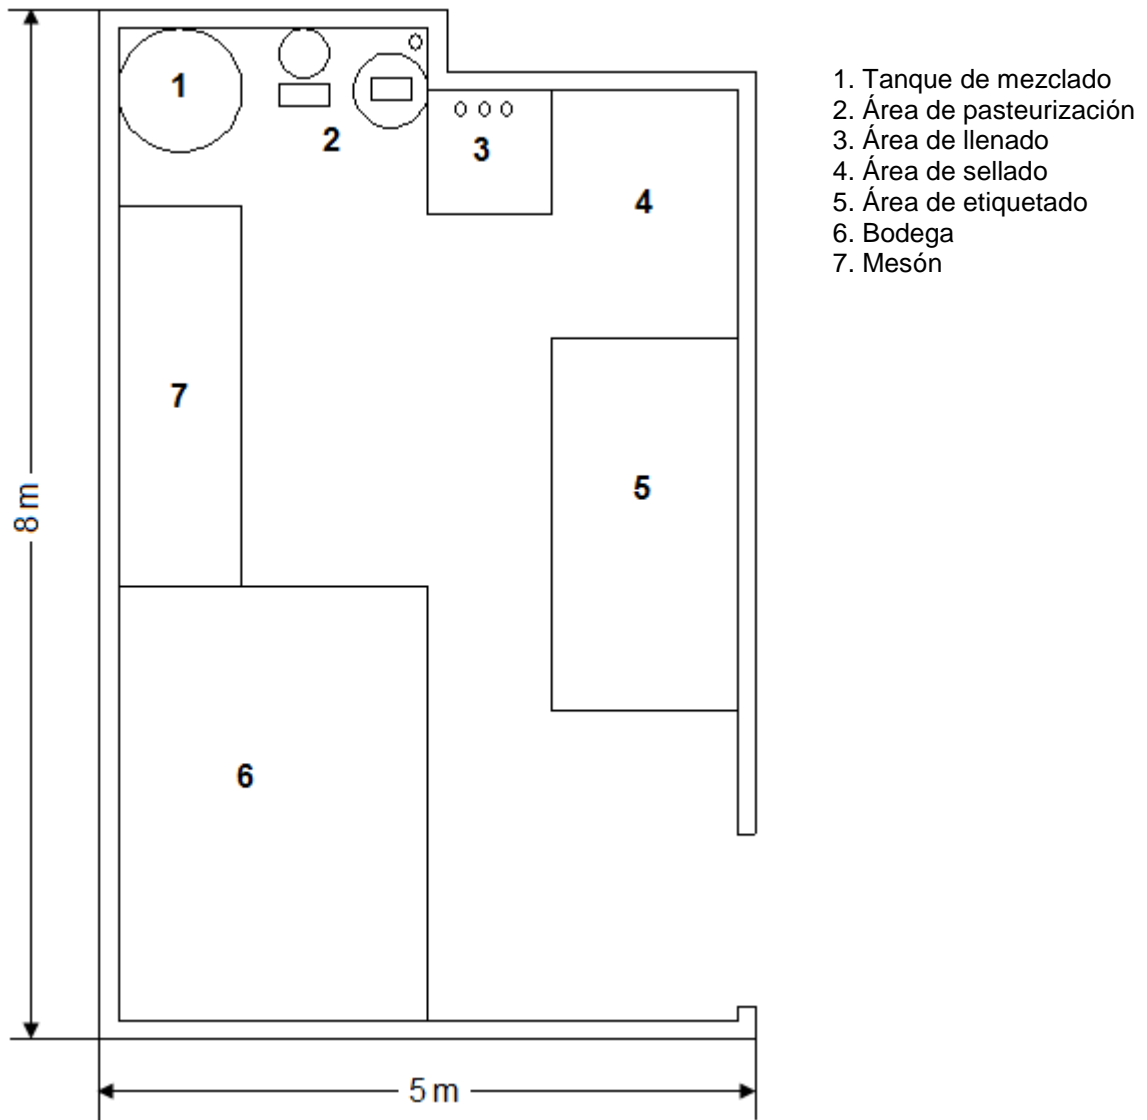 1
2
3
4
7
5
6
8 m
5 m
1. Tanque de mezclado
2. Área de pasteurización
3. Área de llenado
4. Área de sellado
5. Área de etiquetado
6. Bodega
7. Mesón